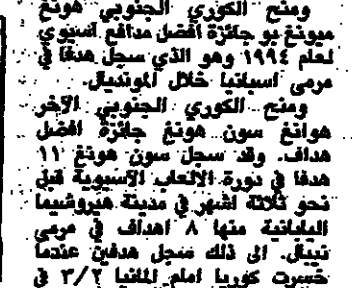 ومنح الكوري الجنوبي هونغ
ميونغ بو جائزة افضل مدافع آسيوي
لعام ١٩٩٤ وهو الذي سجل هدفا في
مرمى اسبانيا خلال المونديال.
ومنح الكوري الجنوبي الآخر
هوانغ سون هونغ جائزة افضل
هداف. وقد سجل سون هونغ ١١
هدفا في دورة الالعاب الآسيوية قبل
نحو ثلاثة اشهر في مدينة هيروشيما
اليابانية منها ٨ اهداف في مرمى
نيبال. الى ذلك سجل هدفين عندما
خسرت كوريا امام المانيا ٣/٢ في